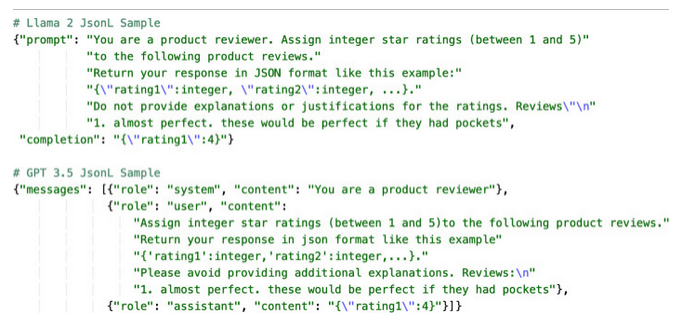 # Llama 2 JsonL Sample
{"prompt": "You are a product reviewer. Assign integer star ratings (between 1 and 5)"
"to the following product reviews."
"Return your response in JSON format like this example:"
"{\"rating1\":integer, \"rating2\":integer, ...}."
"Do not provide explanations or justifications for the ratings. Reviews\"\n"
"1. almost perfect. these would be perfect if they had pockets",
"completion": "{\"rating1\":4}"}
# GPT 3.5 JsonL Sample
{"messages": [{"role": "system", "content": "You are a product reviewer"},
{"role": "user", "content":
"Assign integer star ratings (between 1 and 5)to the following product reviews."
"Return your response in json format like this example"
"{'rating1':integer,'rating2':integer,...}."
"Please avoid providing additional explanations. Reviews:\n"
"1. almost perfect. these would be perfect if they had pockets"},
{"role": "assistant", "content": "{\"rating1\":4}"}]}